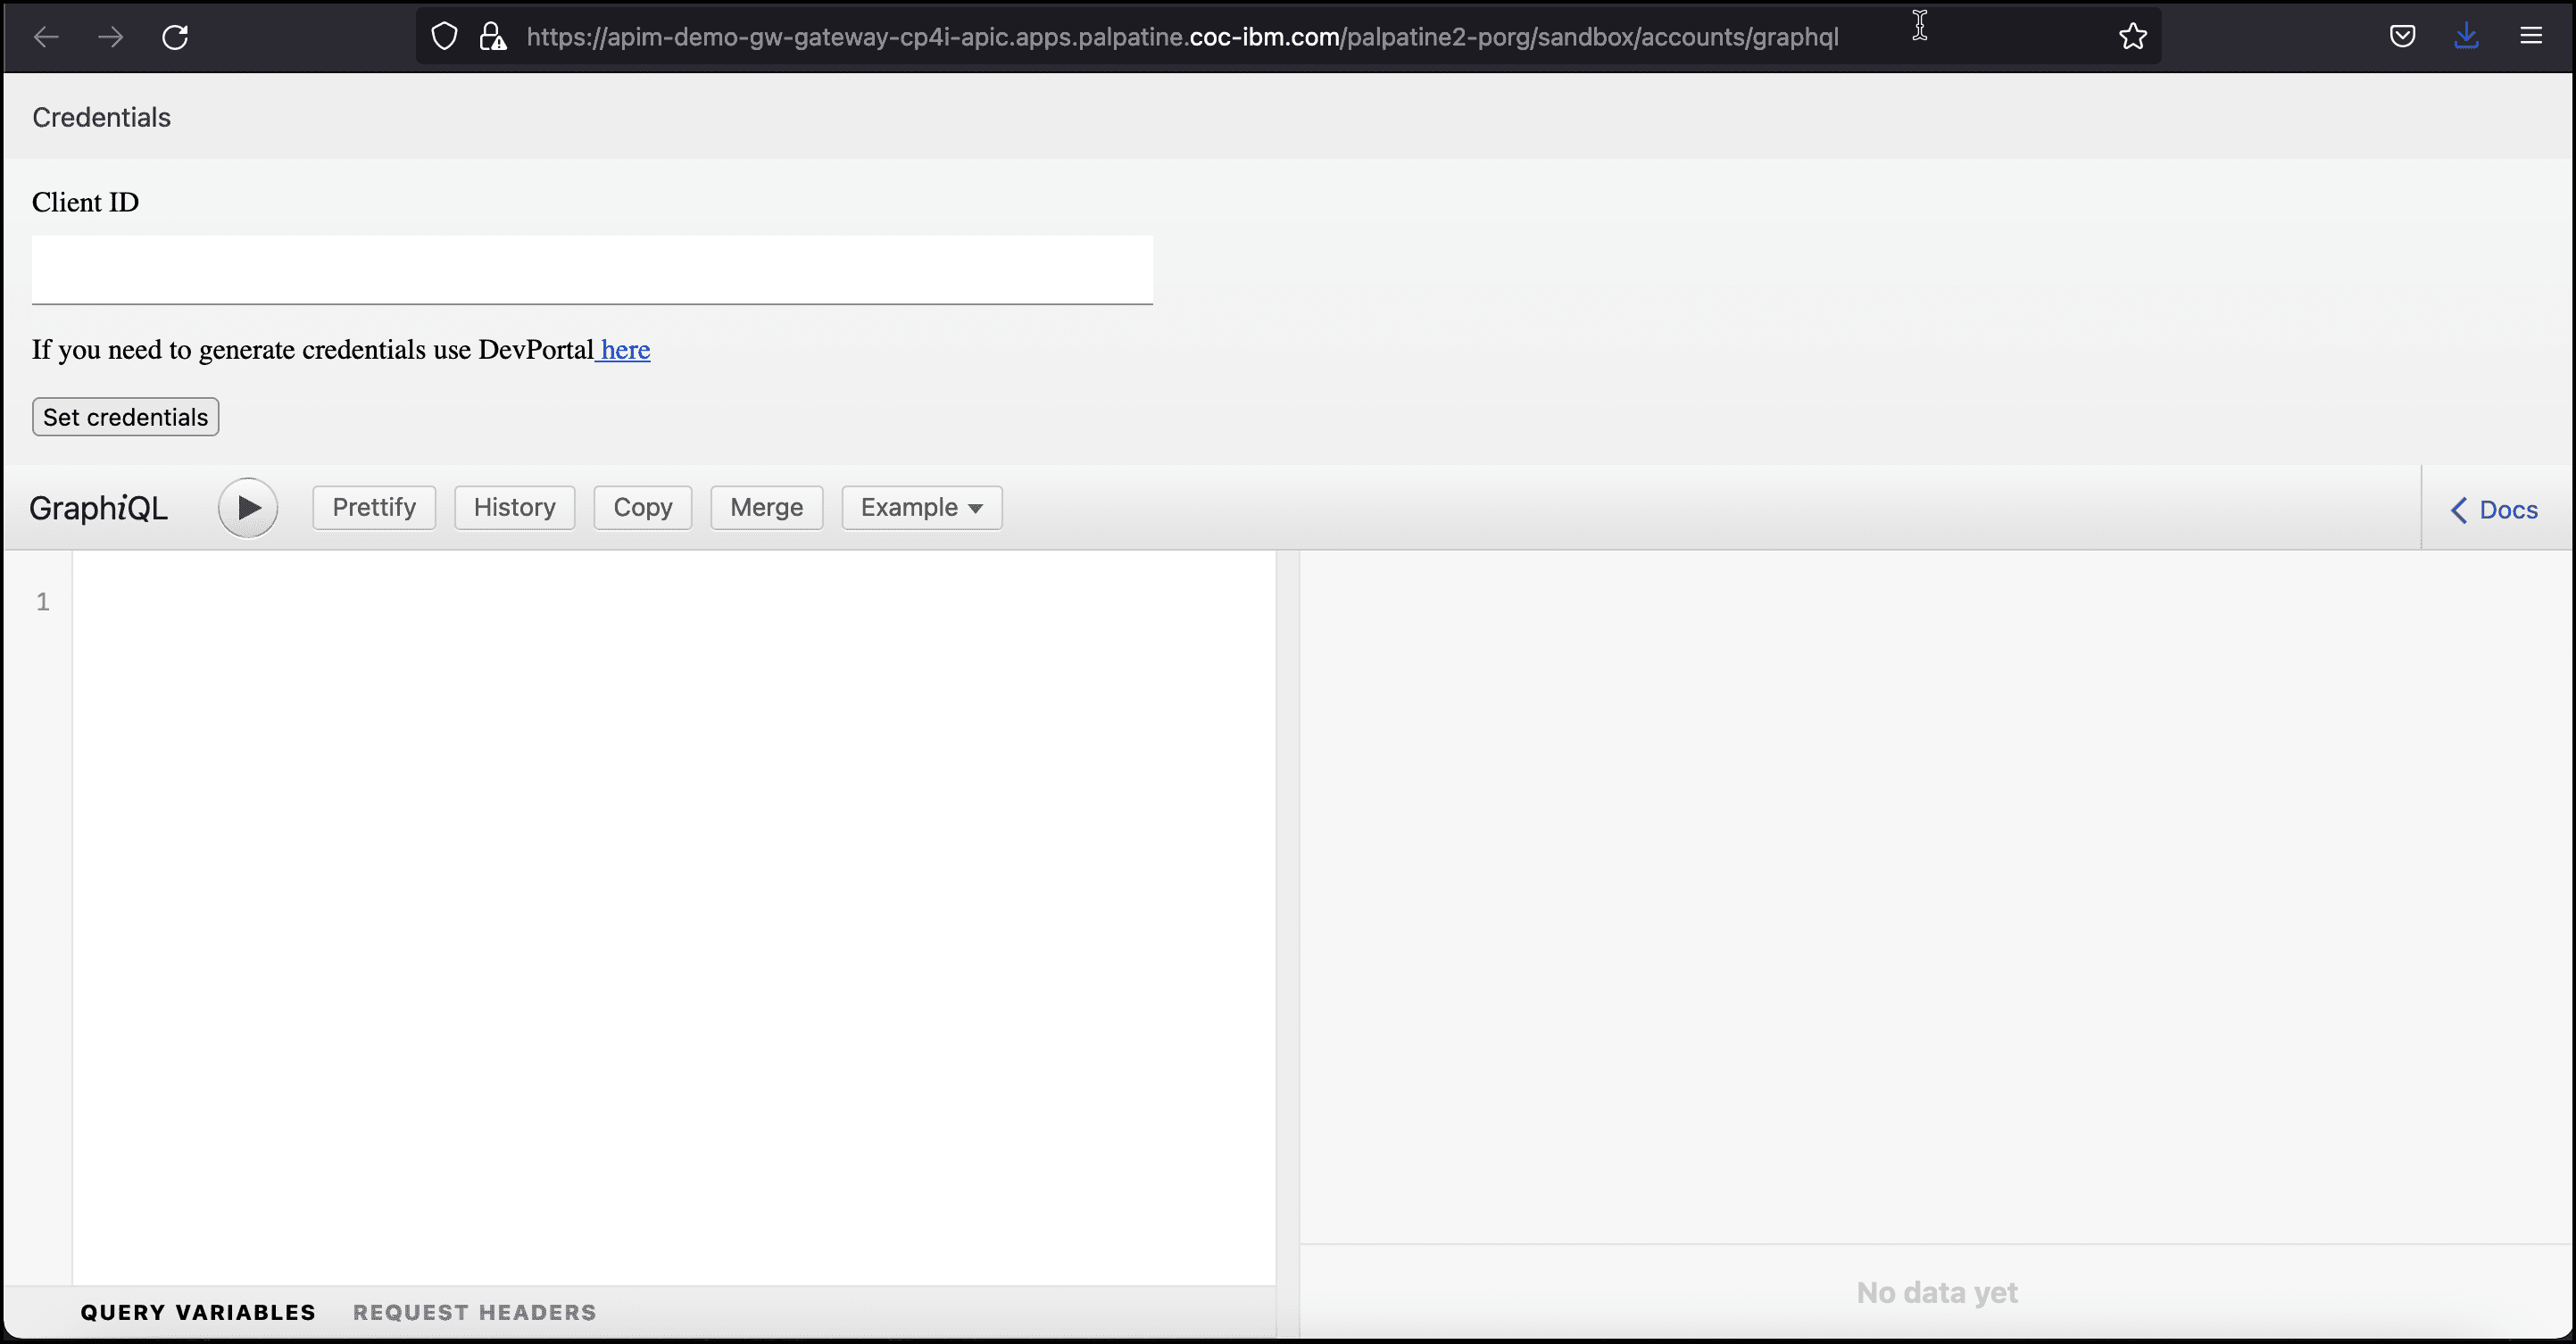 https://apim-demo-gw-gateway-cp4i-apic.apps.palpatine.coc-ibm.com/palpatine2-porg/sandbox/accounts/graphql
Credentials
Client ID
If you need to generate credentials use DevPortal here
Set credentials
GraphiQL Prettify History Copy Merge Example Docs
1
No data yet
QUERY VARIABLES REQUEST HEADERS